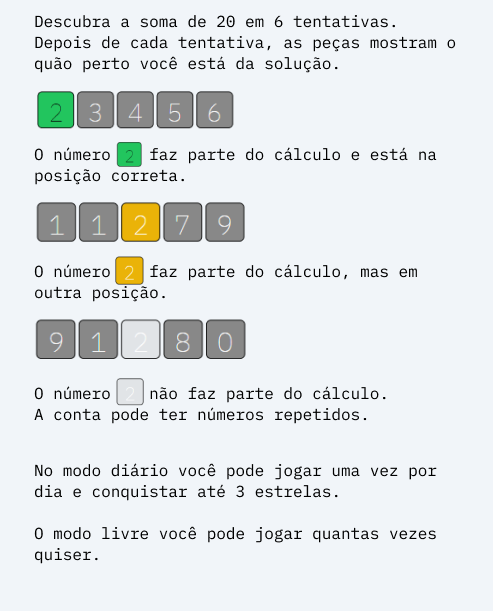 Descubra a soma de 20 em 6 tentativas.
Depois de cada tentativa, as peças mostram o
quão perto você está da solução.
2 3 4 5 6
O número 2 faz parte do cálculo e está na
posição correta.
1 1 2 7 9
O número 2 faz parte do cálculo, mas em
outra posição.
9 1 2 8 0
O número 2 não faz parte do cálculo.
A conta pode ter números repetidos.
No modo diário você pode jogar uma vez por
dia e conquistar até 3 estrelas.
O modo livre você pode jogar quantas vezes
quiser.